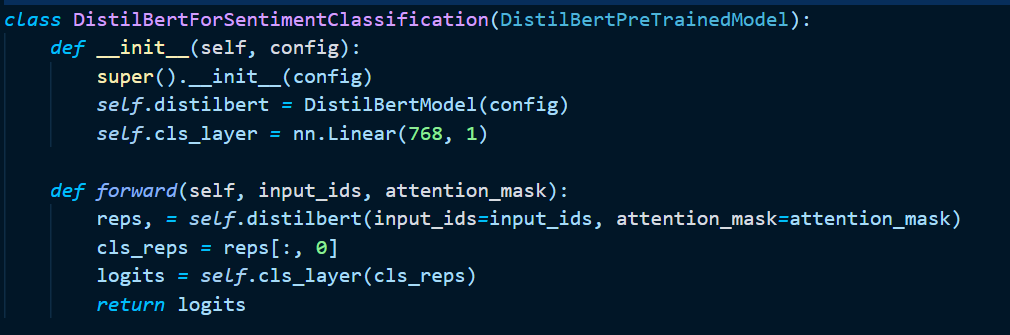 class DistilBertForSentimentClassification(DistilBertPreTrainedModel):
    def __init__(self, config):
        super().__init__(config)
        self.distilbert = DistilBertModel(config)
        self.cls_layer = nn.Linear(768, 1)

    def forward(self, input_ids, attention_mask):
        reps, = self.distilbert(input_ids=input_ids, attention_mask=attention_mask)
        cls_reps = reps[:, 0]
        logits = self.cls_layer(cls_reps)
        return logits